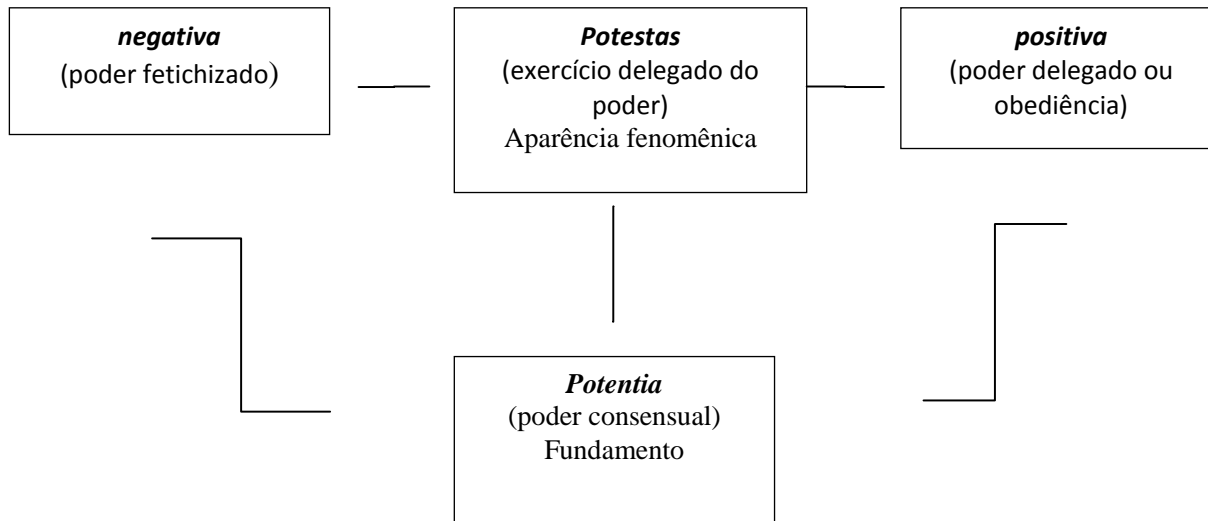 negativa
(poder fetichizado)
Potestas
(exercício delegado do
poder)
Aparência fenomênica
positiva
(poder delegado ou
obediência)
Potentia
(poder consensual)
Fundamento